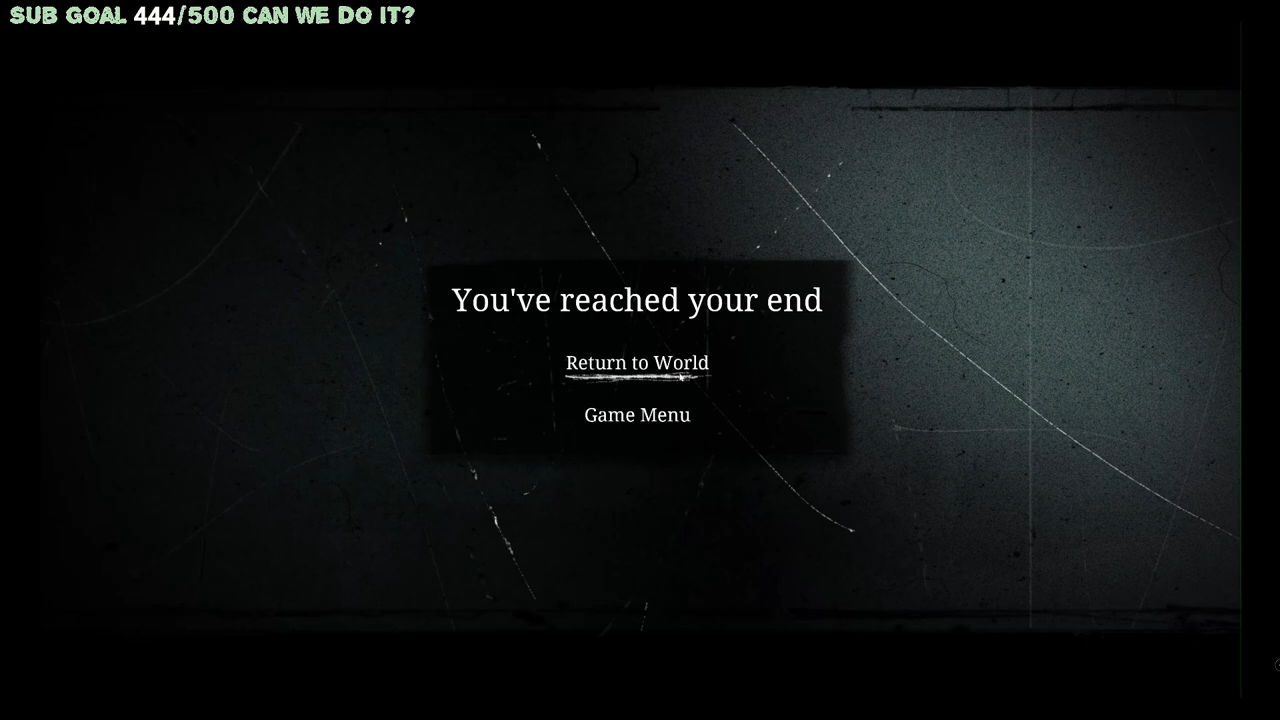 SUB GOAL 444/500 CAN WE DO IT?
You've reached your end
Return to World
Game Menu